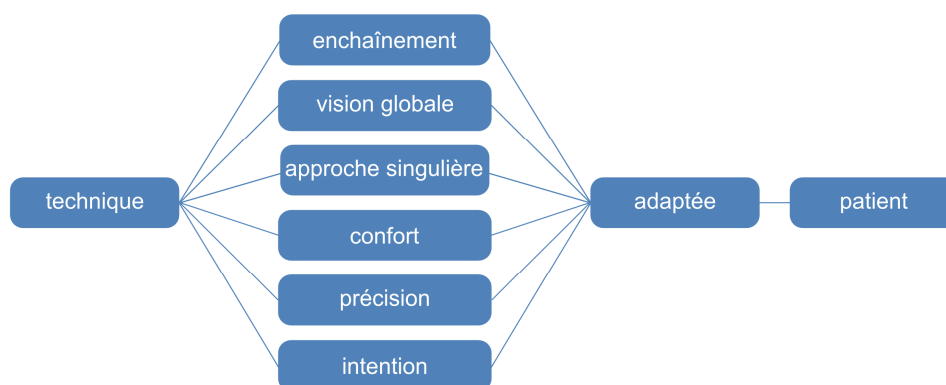 enchaînement
vision globale
approche singulière
technique
adaptée
patient
confort
précision
intention